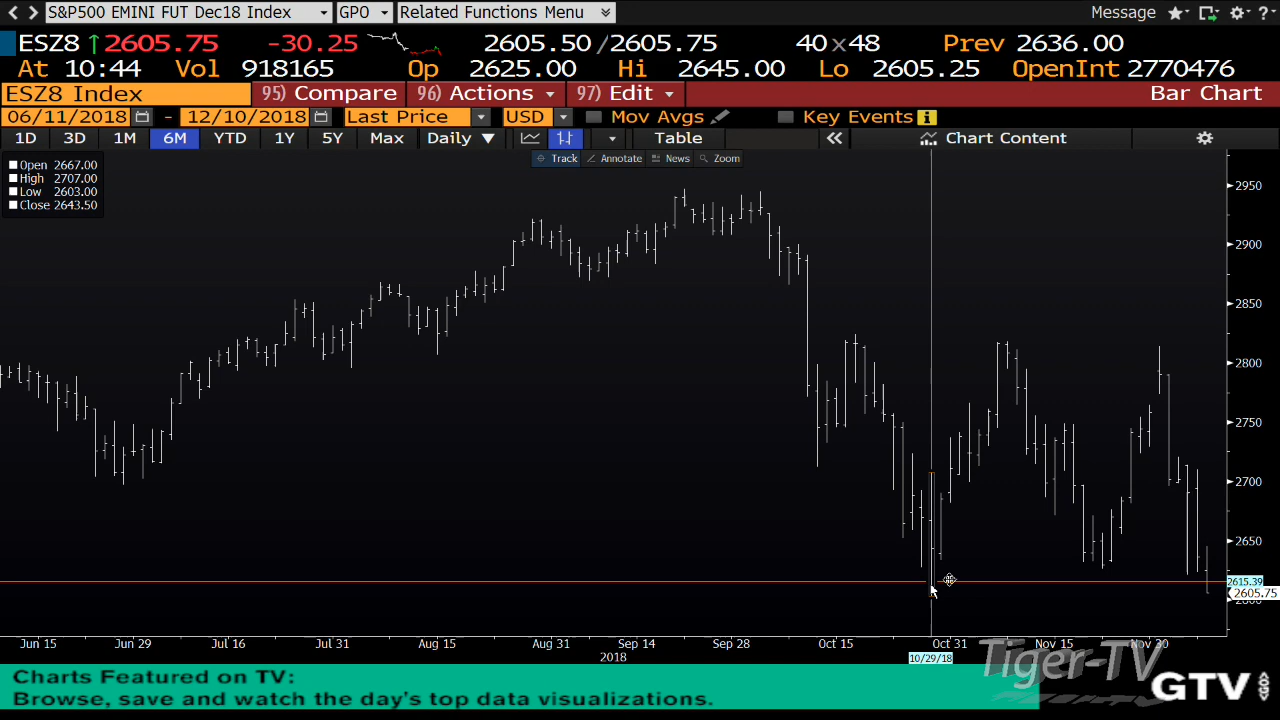 S&P500 EMINI FUT Dec18 Index GPO Related Functions Menu Message
ESZ8 ↑2605.75 -30.25 2605.50/2605.75 40x48 Prev 2636.00
At 10:44 Vol 918165 Op 2625.00 Hi 2645.00 Lo 2605.25 OpenInt 2770476
ESZ8 Index 95) Compare 96) Actions 97) Edit Bar Chart
06/11/2018 - 12/10/2018 Last Price USD Mov Avgs Key Events
1D 3D 1M 6M YTD 1Y 5Y Max Daily ▼ Table « Chart Content
Track Annotate News Zoom
Open 2667.00
High 2707.00
Low 2603.00
Close 2643.50
2950
2900
2850
2800
2750
2700
2650
2615.39
2605.75
2600
Jun 15 Jun 29 Jul 16 Jul 31 Aug 15 Aug 31 Sep 14 Sep 28 Oct 15 Oct 31 Nov 15 Nov 30
2018 10/29/18
Tiger-TV
Charts Featured on TV:
Browse, save and watch the day's top data visualizations.
GTV